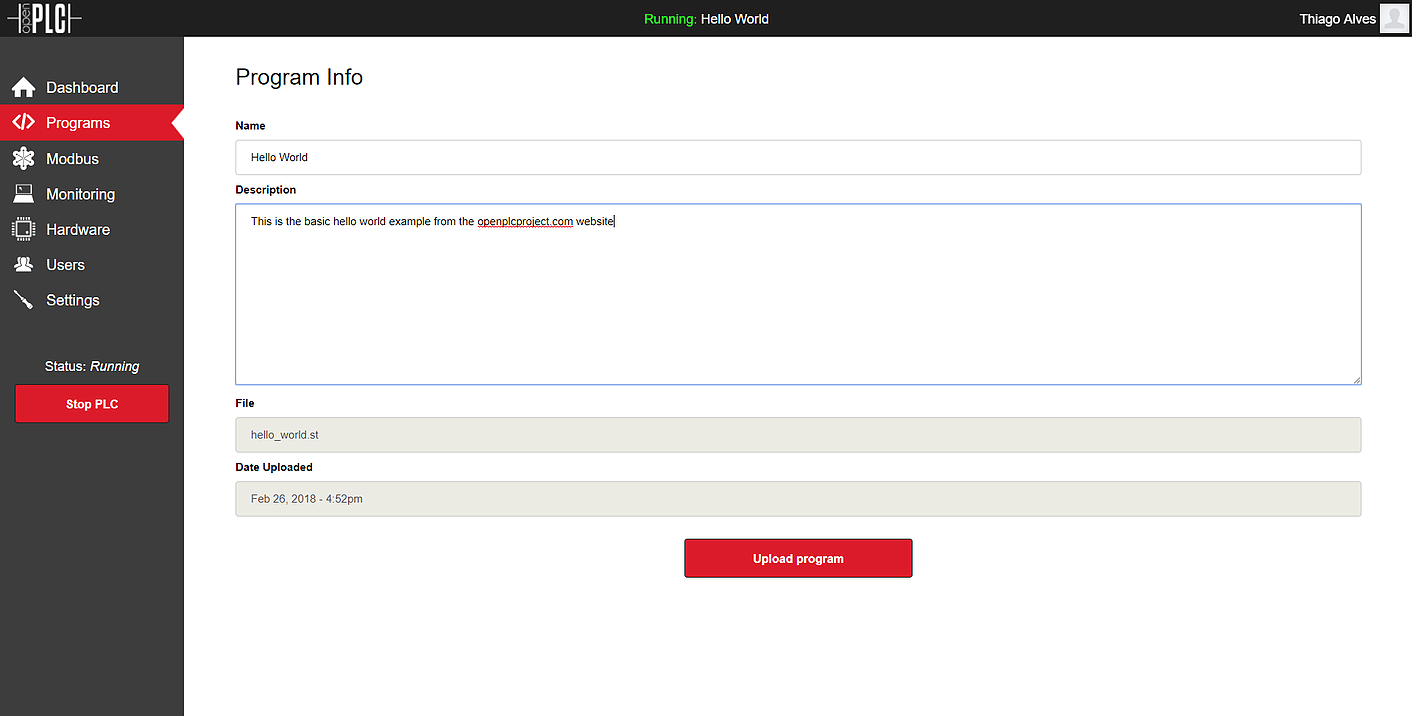 open PLC
Running: Hello World
Thiago Alves
Dashboard
Programs
Modbus
Monitoring
Hardware
Users
Settings
Status: Running
Stop PLC
Program Info
Name
Hello World
Description
This is the basic hello world example from the openplcproject.com website
File
hello_world.st
Date Uploaded
Feb 26, 2018 - 4:52pm
Upload program